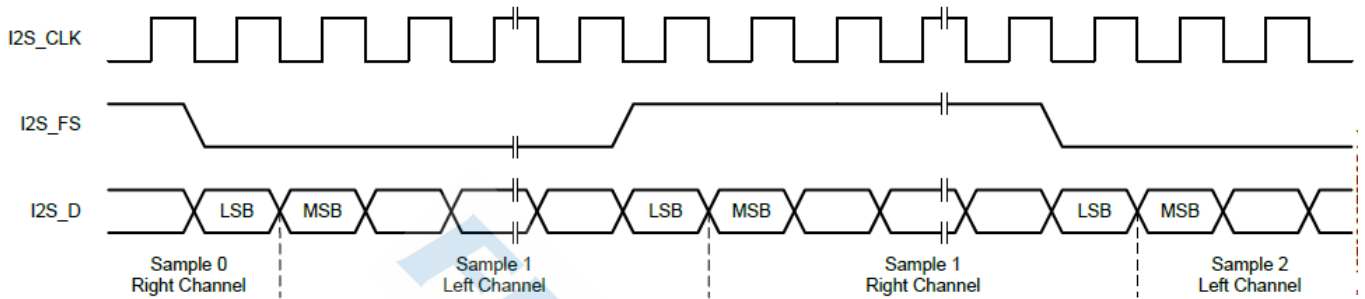 I2S_CLK
I2S_FS
I2S_D
LSB MSB LSB MSB LSB MSB
Sample 0 Sample 1 Sample 1 Sample 2
Right Channel Left Channel Right Channel Left Channel